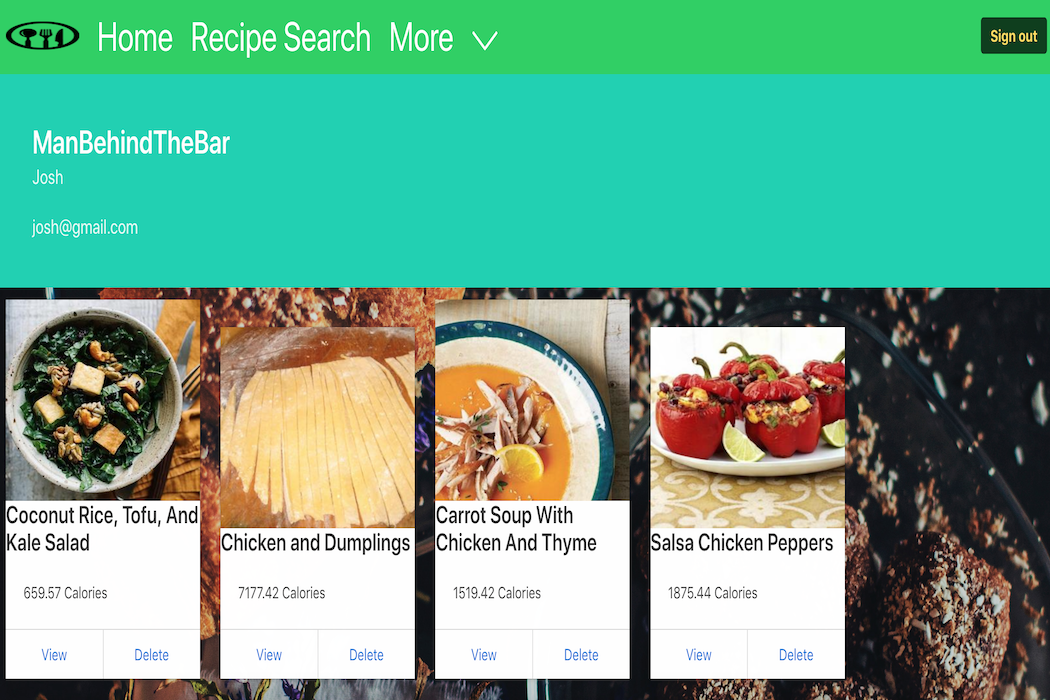 Home Recipe Search More
Sign out
ManBehindTheBar
Josh
josh@gmail.com
Coconut Rice, Tofu, And
Kale Salad
659.57 Calories
View Delete
Chicken and Dumplings
7177.42 Calories
View Delete
Carrot Soup With
Chicken And Thyme
1519.42 Calories
View Delete
Salsa Chicken Peppers
1875.44 Calories
View Delete